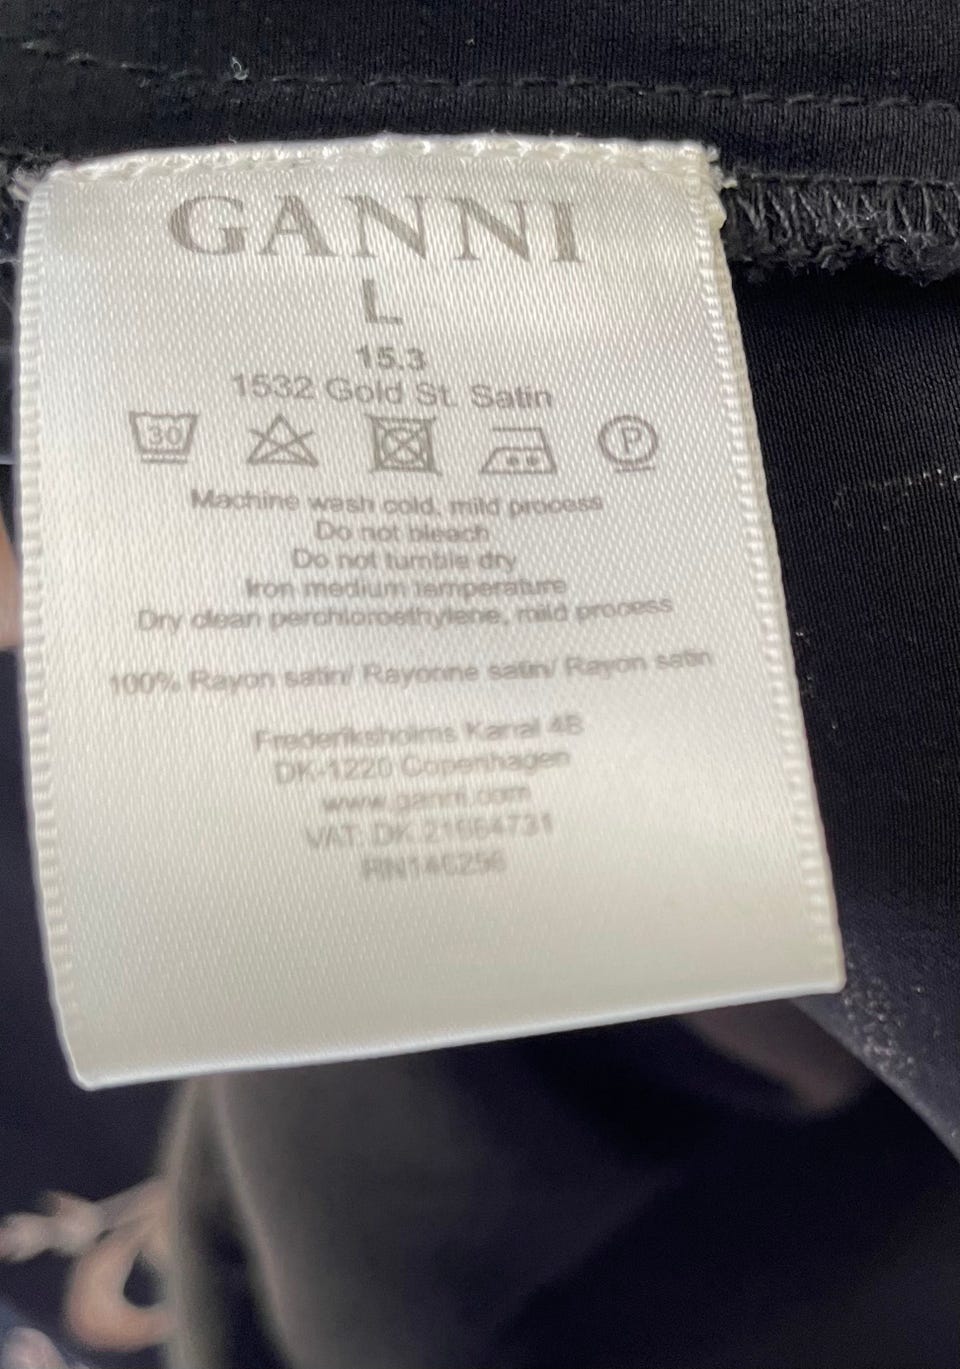 GANNI
L
15.3
1532 Gold St. Satin
30 P
Machine wash cold, mild process
Do not bleach
Do not tumble dry
Iron medium temperature
Dry clean perchloroethylene, mild process
100% Rayon satin/ Rayonne satin/ Rayon satin
Frederiksholms Kanal 4B
DK-1220 Copenhagen
www.ganni.com
VAT: DK